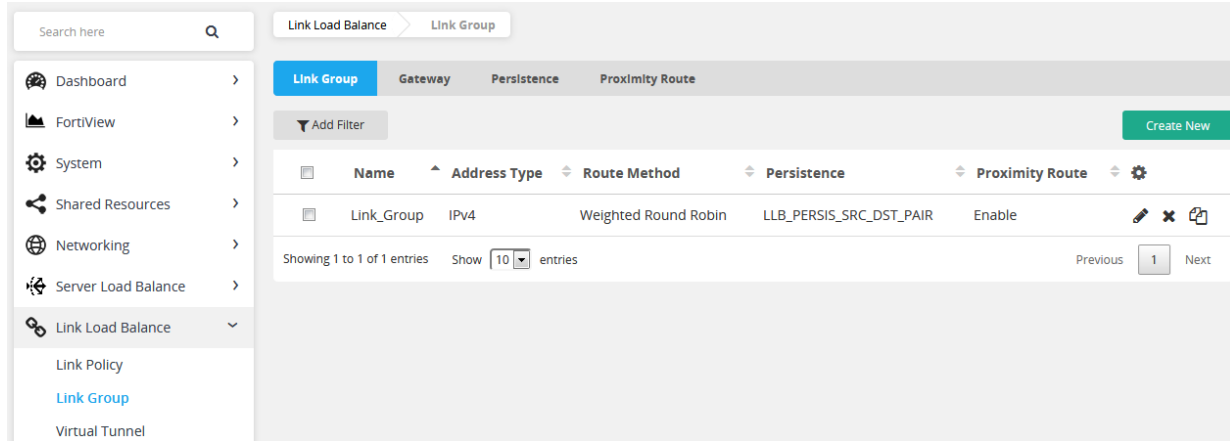 Search here
Dashboard
FortiView
System
Shared Resources
Networking
Server Load Balance
Link Load Balance
Link Policy
Link Group
Virtual Tunnel
Link Load Balance Link Group
Link Group Gateway Persistence Proximity Route
Add Filter
Create New
Name Address Type Route Method Persistence Proximity Route
Link_Group IPv4 Weighted Round Robin LLB_PERSIS_SRC_DST_PAIR Enable
Showing 1 to 1 of 1 entries Show 10 entries Previous 1 Next